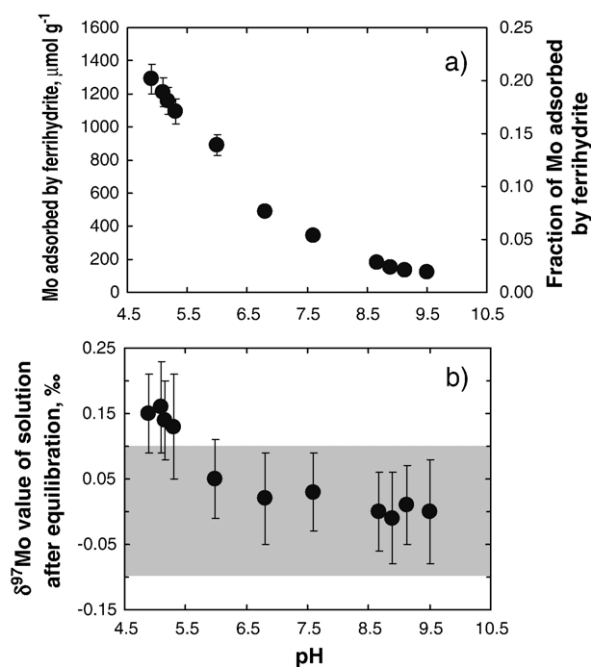 a)
Mo adsorbed by ferrihydrite, μmol g⁻¹
1600
1400
1200
1000
800
600
400
200
0
0.25
0.20
0.15
0.10
0.05
0.00
Fraction of Mo adsorbed
by ferrihydrite
4.5 5.5 6.5 7.5 8.5 9.5 10.5
b)
δ⁹⁷Mo value of solution
after equilibration, ‰
0.25
0.15
0.05
-0.05
-0.15
4.5 5.5 6.5 7.5 8.5 9.5 10.5
pH